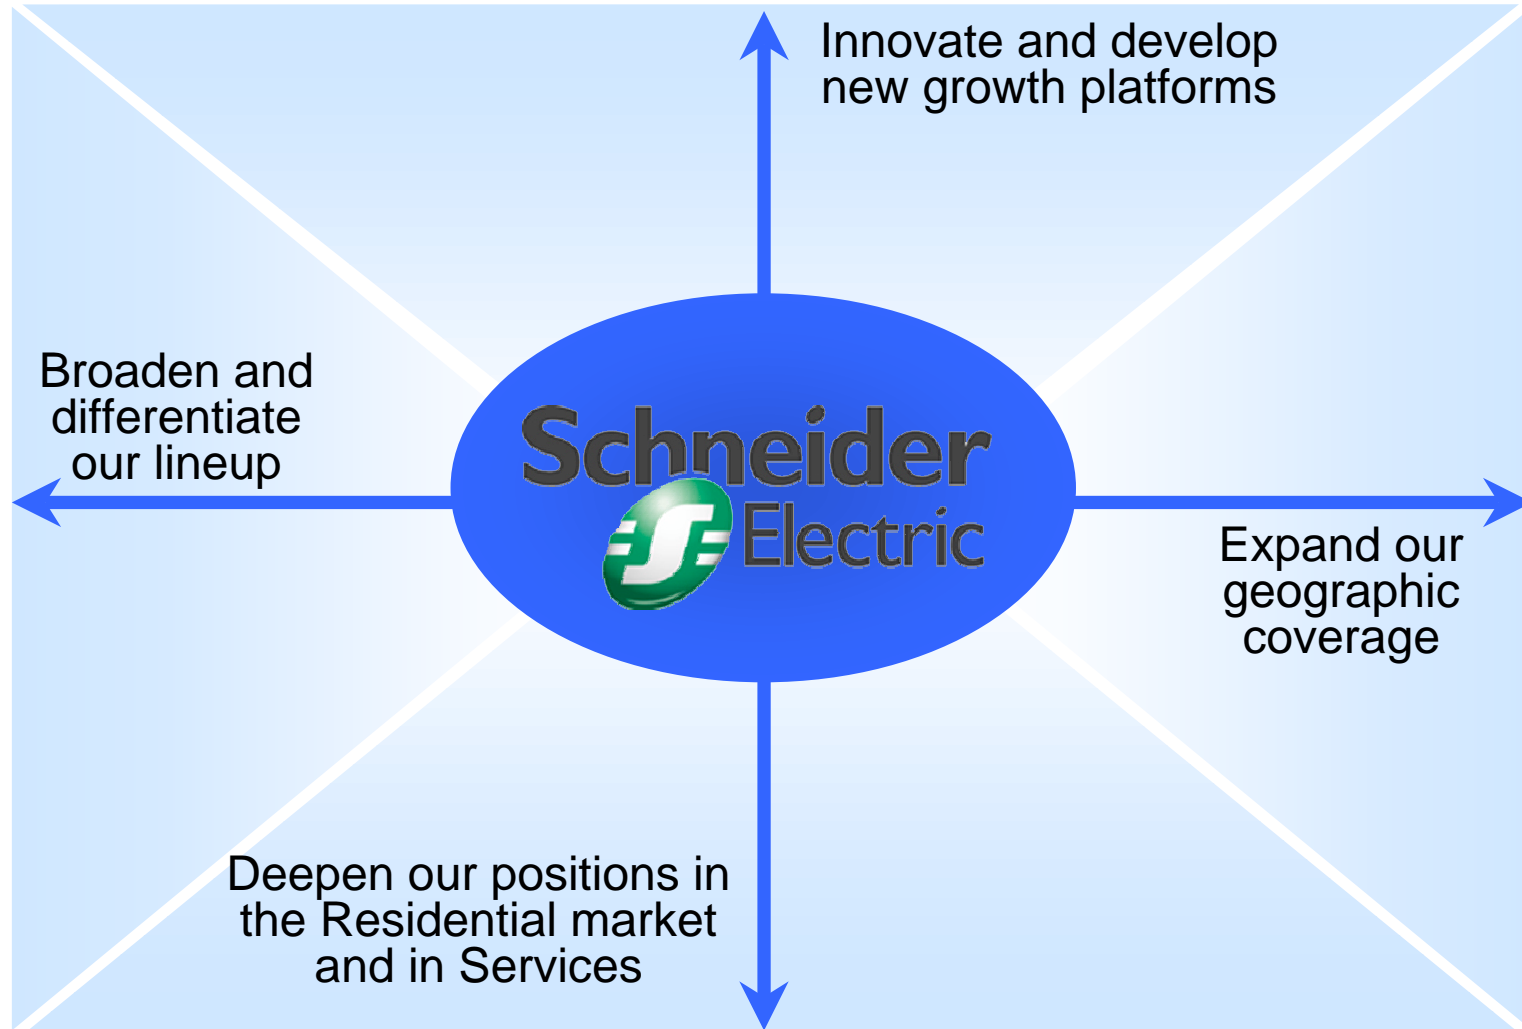 Innovate and develop
new growth platforms
Broaden and
differentiate
our lineup
Schneider
Electric
Expand our
geographic
coverage
Deepen our positions in
the Residential market
and in Services